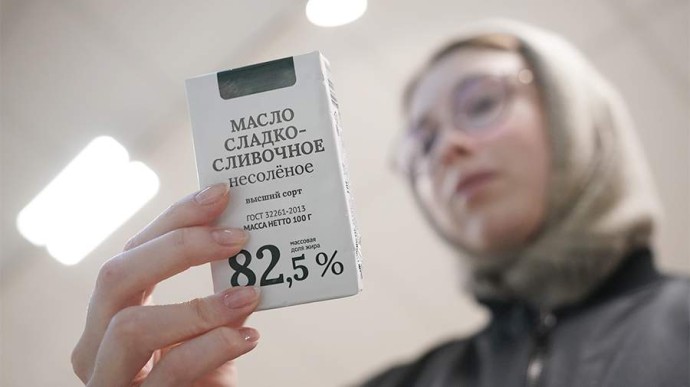 МАСЛО
СЛАДКО-
СЛИВОЧНОЕ
несолёное
высший сорт
ГОСТ 32261-2013
МАССА НЕТТО 100 Г
массовая
доля жира
82,5 %